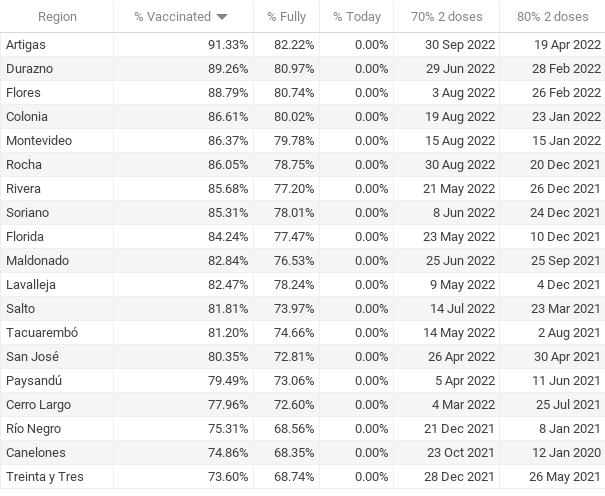 Region % Vaccinated % Fully % Today 70% 2 doses 80% 2 doses
Artigas 91.33% 82.22% 0.00% 30 Sep 2022 19 Apr 2022
Durazno 89.26% 80.97% 0.00% 29 Jun 2022 28 Feb 2022
Flores 88.79% 80.74% 0.00% 3 Aug 2022 26 Feb 2022
Colonia 86.61% 80.02% 0.00% 19 Aug 2022 23 Jan 2022
Montevideo 86.37% 79.78% 0.00% 15 Aug 2022 15 Jan 2022
Rocha 86.05% 78.75% 0.00% 30 Aug 2022 20 Dec 2021
Rivera 85.68% 77.20% 0.00% 21 May 2022 26 Dec 2021
Soriano 85.31% 78.01% 0.00% 8 Jun 2022 24 Dec 2021
Florida 84.24% 77.47% 0.00% 23 May 2022 10 Dec 2021
Maldonado 82.84% 76.53% 0.00% 25 Jun 2022 25 Sep 2021
Lavalleja 82.47% 78.24% 0.00% 9 May 2022 4 Dec 2021
Salto 81.81% 73.97% 0.00% 14 Jul 2022 23 Mar 2021
Tacuarembó 81.20% 74.66% 0.00% 14 May 2022 2 Aug 2021
San José 80.35% 72.81% 0.00% 26 Apr 2022 30 Apr 2021
Paysandú 79.49% 73.06% 0.00% 5 Apr 2022 11 Jun 2021
Cerro Largo 77.96% 72.60% 0.00% 4 Mar 2022 25 Jul 2021
Río Negro 75.31% 68.56% 0.00% 21 Dec 2021 8 Jan 2021
Canelones 74.86% 68.35% 0.00% 23 Oct 2021 12 Jan 2020
Treinta y Tres 73.60% 68.74% 0.00% 28 Dec 2021 26 May 2021